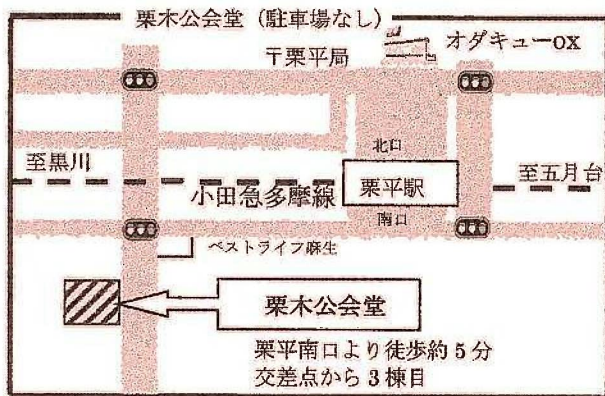 栗木公会堂（駐車場なし）
オダキューOX
〒栗平局
北口
至黒川
栗平駅
至五月台
小田急多摩線
南口
ベストライフ麻生
栗木公会堂
栗平南口より徒歩約５分
交差点から３棟目